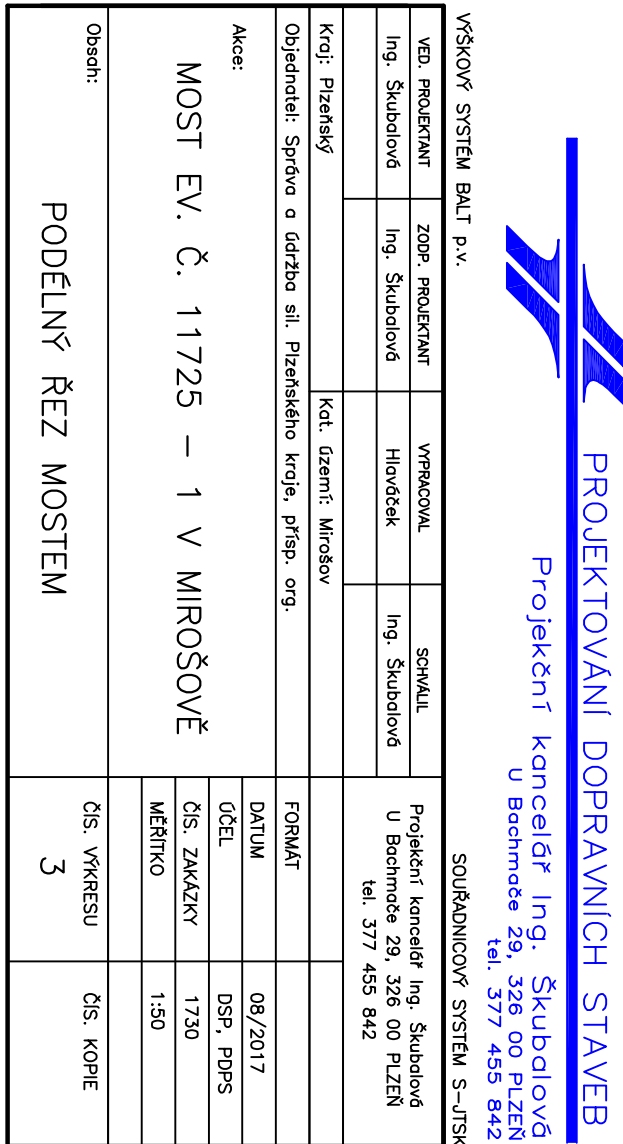 PROJEKTOVÁNÍ DOPRAVNÍCH STAVEB
Projekční kancelář Ing. Škubalová
U Bachmače 29, 326 00 PLZEŇ
tel. 377 455 842
VÝŠKOVÝ SYSTÉM BALT p.v.
SOUŘADNICOVÝ SYSTÉM S-JTSK
VED. PROJEKTANT
ZODP. PROJEKTANT
VYPRACOVAL
SCHVÁLIL
Ing. Škubalová
Ing. Škubalová
Hlaváček
Ing. Škubalová
Projekční kancelář Ing. Škubalová
U Bachmače 29, 326 00 PLZEŇ
tel. 377 455 842
Kraj: Plzeňský
Kat. území: Mirošov
Objednatel: Správa a údržba sil. Plzeňského kraje, přísp. org.
FORMÁT
Akce:
MOST EV. Č. 11725 – 1 V MIROŠOVĚ
DATUM 08/2017
ÚČEL DSP, PDPS
ČÍS. ZAKÁZKY 1730
MĚŘÍTKO 1:50
Obsah:
PODÉLNÝ ŘEZ MOSTEM
ČÍS. VÝKRESU
3
ČÍS. KOPIE